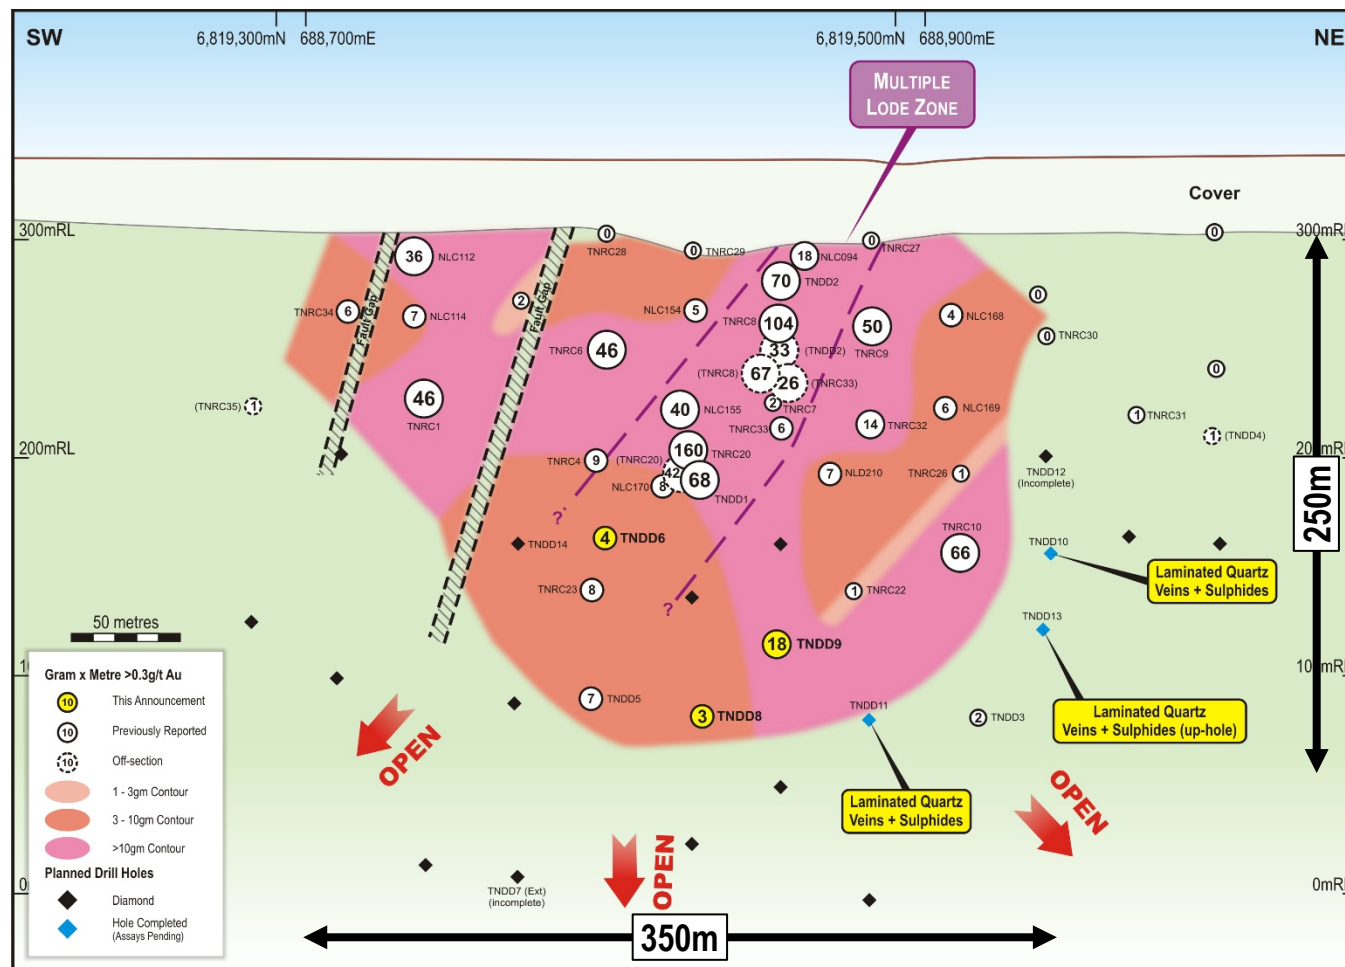 SW
6,819,300mN
688,700mE
6,819,500mN
688,900mE
NE
MULTIPLE
LODE ZONE
Cover
300mRL
300mRL
0
TNRC28
0
TNRC29
18
NLC094
0
TNRC27
0
36
NLC112
Fault Gap
Fault Gap
2
70
TNDD2
0
TNRC34
6
7
NLC114
NLC154
5
TNRC8
104
50
TNRC9
4
NLC168
0
TNRC30
TNRC6
46
33
(TNDD2)
(TNRC8)
67
26
(TNRC33)
0
(TNRC35)
1
46
TNRC1
40
NLC155
2
TNRC7
TNRC33
6
14
TNRC32
6
NLC169
1
TNRC31
1
(TNDD4)
200mRL
TNRC4
9
(TNRC20)
160
TNRC20
42
68
TNDD1
NLC170
8
7
NLD210
TNRC26
1
TNDD12
(Incomplete)
?
TNDD14
4
TNDD6
TNRC10
66
TNDD10
Laminated Quartz
Veins + Sulphides
250m
TNRC23
8
?
1
TNRC22
TNDD13
50 metres
18
TNDD9
Laminated Quartz
Veins + Sulphides (up-hole)
7
TNDD5
3
TNDD8
TNDD11
2
TNDD3
Laminated Quartz
Veins + Sulphides
OPEN
OPEN
OPEN
Gram x Metre >0.3g/t Au
10
This Announcement
10
Previously Reported
10
Off-section
1 - 3gm Contour
3 - 10gm Contour
>10gm Contour
Planned Drill Holes
Diamond
Hole Completed
(Assays Pending)
TNDD7 (Ext)
(incomplete)
350m